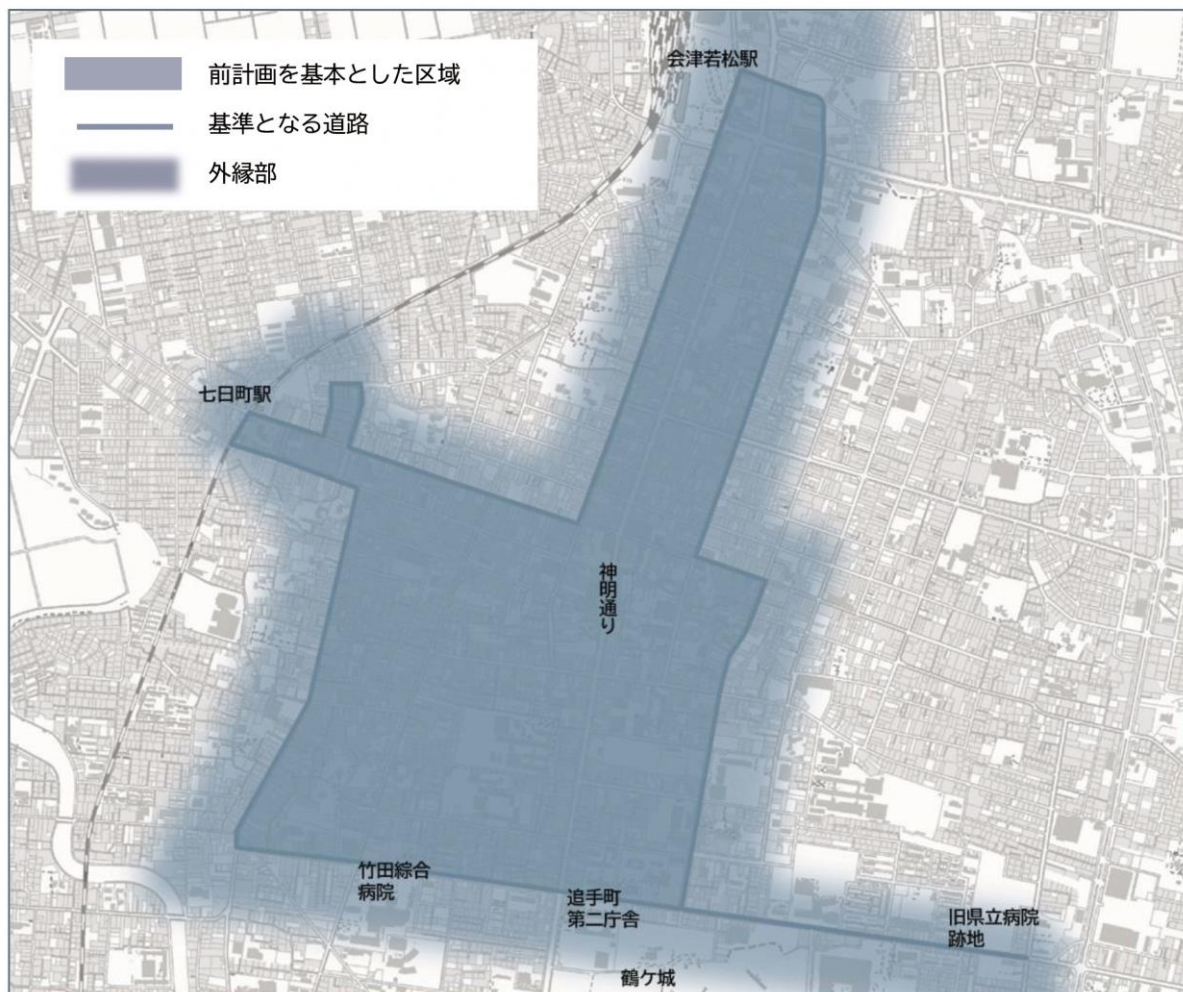 会津若松駅
前計画を基本とした区域
基準となる道路
外縁部
七日町駅
神明通り
竹田綜合
病院
追手町
第二庁舎
旧県立病院
跡地
鶴ケ城